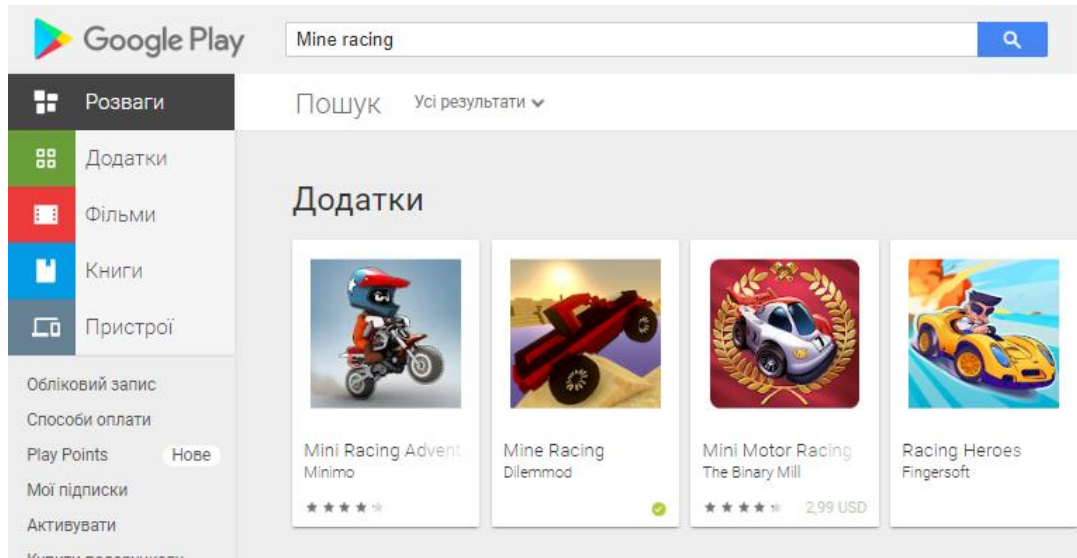 Google Play
Mine racing
Розваги
Пошук
Усі результати
Додатки
Фільми
Книги
Пристрої
Обліковий запис
Способи оплати
Play Points
Нове
Мої підписки
Активувати
Додатки
Mini Racing Advent
Minimo
Mine Racing
Dilemmod
Mini Motor Racing
The Binary Mill
2,99 USD
Racing Heroes
Fingersoft